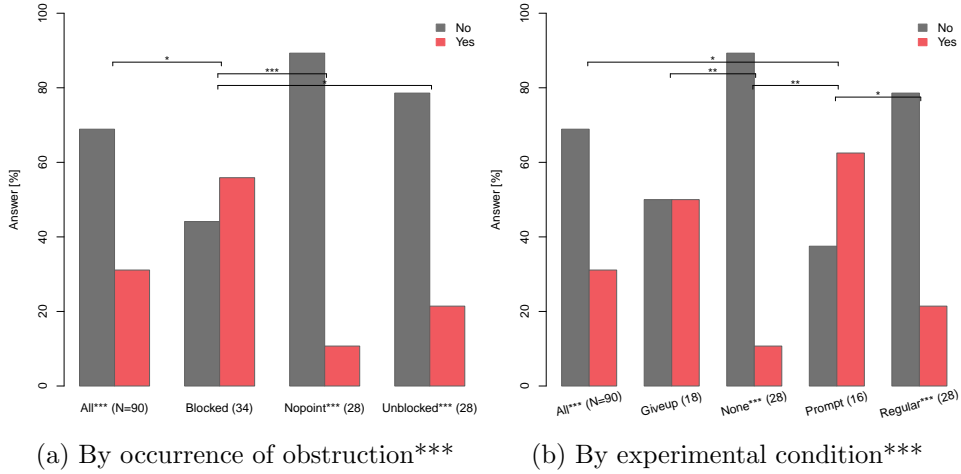 100
80
60
40
20
0
Answer [%]
No
Yes
*
***
*
All*** (N=90) Blocked (34) Nopoint*** (28) Unblocked*** (28)
(a) By occurrence of obstruction***
100
80
60
40
20
0
Answer [%]
No
Yes
*
**
**
*
All*** (N=90) Giveup (18) None*** (28) Prompt (16) Regular*** (28)
(b) By experimental condition***